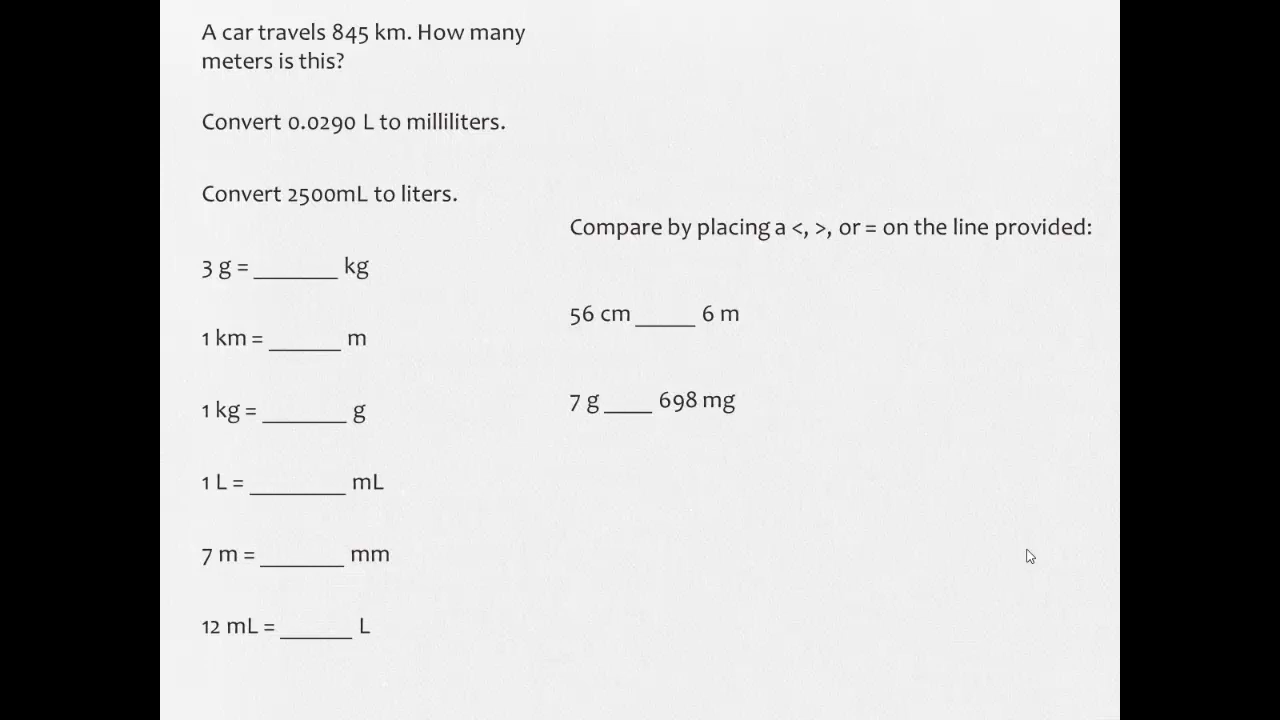 A car travels 845 km. How many
meters is this?
Convert 0.0290 L to milliliters.
Convert 2500mL to liters.
3 g = _______ kg
1 km = ______ m
1 kg = _______ g
1 L = ________ mL
7 m = _______ mm
12 mL = ______ L
Compare by placing a <, >, or = on the line provided:
56 cm _____ 6 m
7 g ____ 698 mg